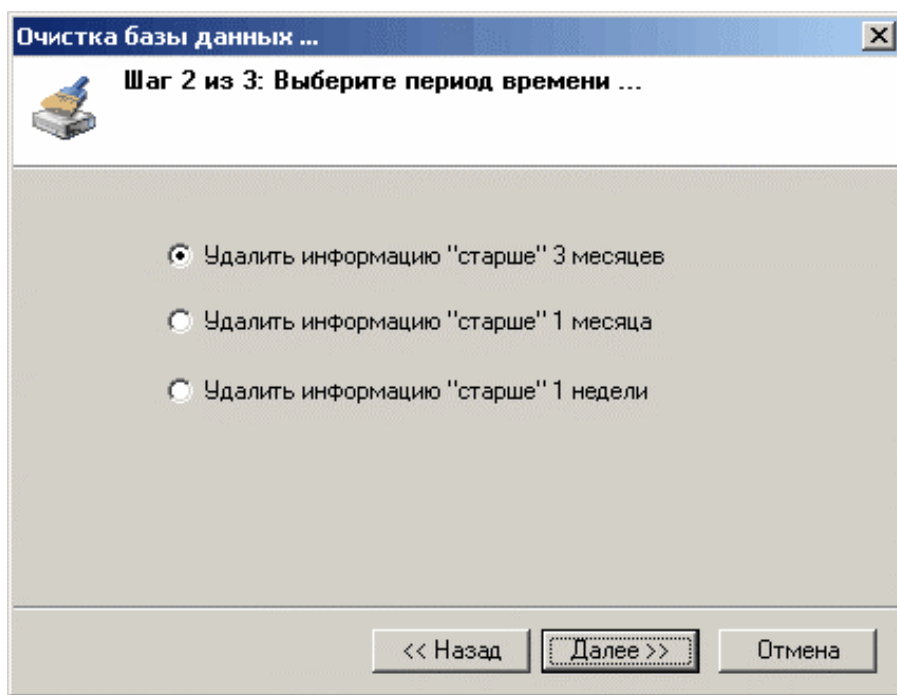 Очистка базы данных ...
Шаг 2 из 3: Выберите период времени ...
Удалить информацию "старше" 3 месяцев
Удалить информацию "старше" 1 месяца
Удалить информацию "старше" 1 недели
<< Назад
Далее >>
Отмена